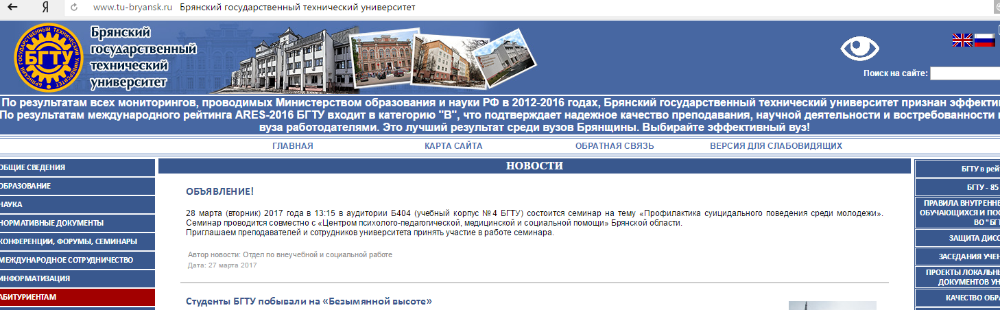 Я www.tu-bryansk.ru Брянский государственный технический университет
БРЯНСКИЙ ГОСУДАРСТВЕННЫЙ ТЕХНИЧЕСКИЙ УНИВЕРСИТЕТ
БГТУ
Брянский
государственный
технический
университет
Поиск на сайте:
По результатам всех мониторингов, проводимых Министерством образования и науки РФ в 2012-2016 годах, Брянский государственный технический университет признан эффекти
По результатам международного рейтинга ARES-2016 БГТУ входит в категорию "В", что подтверждает надежное качество преподавания, научной деятельности и востребованности
вуза работодателями. Это лучший результат среди вузов Брянщины. Выбирайте эффективный вуз!
ГЛАВНАЯ КАРТА САЙТА ОБРАТНАЯ СВЯЗЬ ВЕРСИЯ ДЛЯ СЛАБОВИДЯЩИХ
ОБЩИЕ СВЕДЕНИЯ
ОБРАЗОВАНИЕ
НАУКА
НОРМАТИВНЫЕ ДОКУМЕНТЫ
КОНФЕРЕНЦИИ, ФОРУМЫ, СЕМИНАРЫ
МЕЖДУНАРОДНОЕ СОТРУДНИЧЕСТВО
ИНФОРМАТИЗАЦИЯ
АБИТУРИЕНТАМ
НОВОСТИ
ОБЪЯВЛЕНИЕ!
28 марта (вторник) 2017 года в 13:15 в аудитории Б404 (учебный корпус №4 БГТУ) состоится семинар на тему «Профилактика суицидального поведения среди молодежи».
Семинар проводится совместно с «Центром психолого-педагогической, медицинской и социальной помощи» Брянской области.
Приглашаем преподавателей и сотрудников университета принять участие в работе семинара.
Автор новости: Отдел по внеучебной и социальной работе
Дата: 27 марта 2017
Студенты БГТУ побывали на «Безымянной высоте»
БГТУ в рей
БГТУ - 85
ПРАВИЛА ВНУТРЕНН
ОБУЧАЮЩИХСЯ И ПОС
ВО "БГТ
ЗАЩИТА ДИСС
ЗАСЕДАНИЯ УЧЕН
ПРОЕКТЫ ЛОКАЛЬН
ДОКУМЕНТОВ УН
КАЧЕСТВО ОБРА